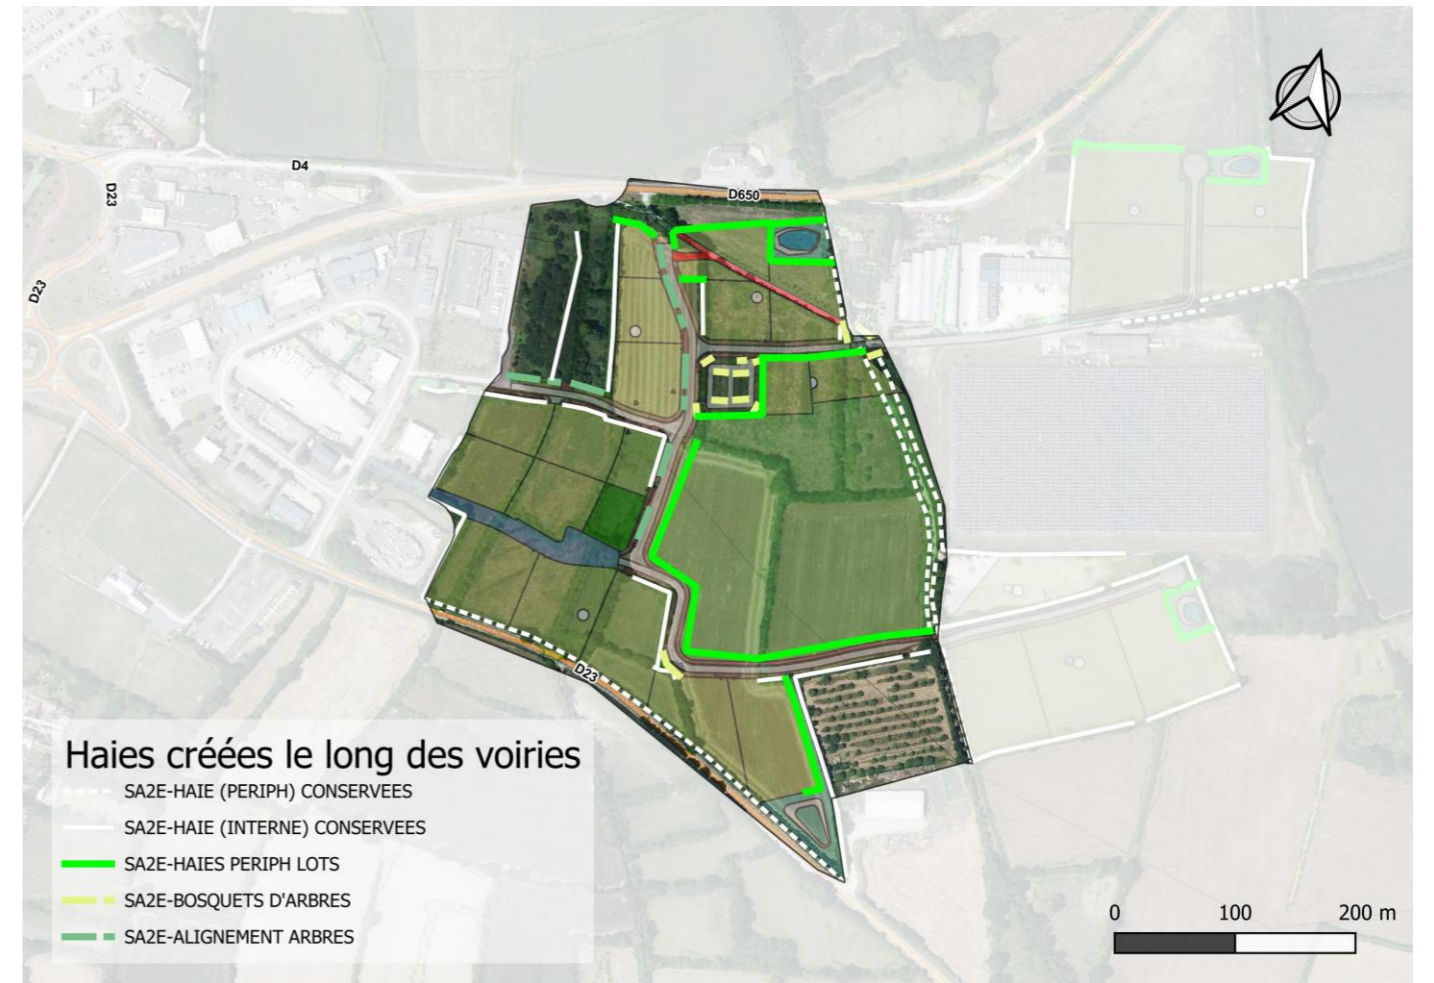 D4
D23
D650
D23
D23
Haies créées le long des voiries
SA2E-HAIE (PERIPH) CONSERVEES
SA2E-HAIE (INTERNE) CONSERVEES
SA2E-HAIES PERIPH LOTS
SA2E-BOSQUETS D'ARBRES
SA2E-ALIGNEMENT ARBRES
0 100 200 m